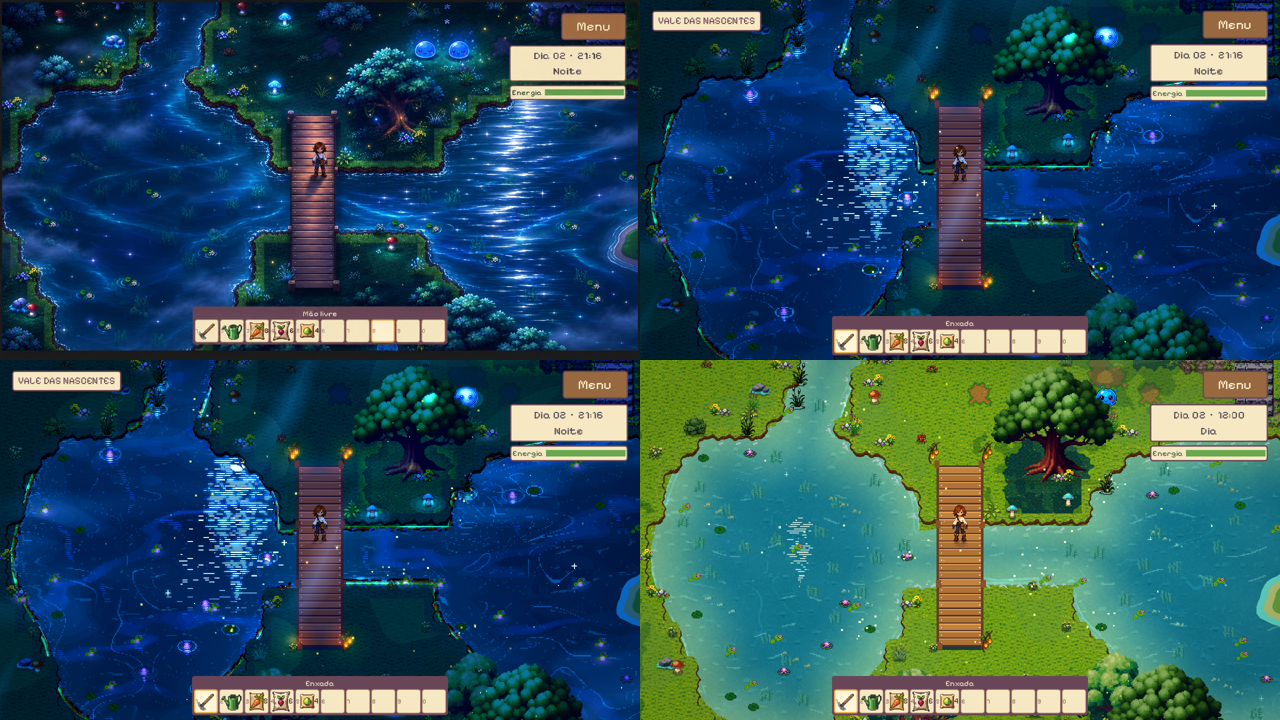 Menu
Dia 02 · 21:16
Noite
Energia
Mão livre
VALE DAS NASCENTES
Menu
Dia 02 · 21:16
Noite
Energia
Enxada
VALE DAS NASCENTES
Menu
Dia 02 · 21:16
Noite
Energia
Enxada
Menu
Dia 02 · 12:00
Dia
Energia
Enxada